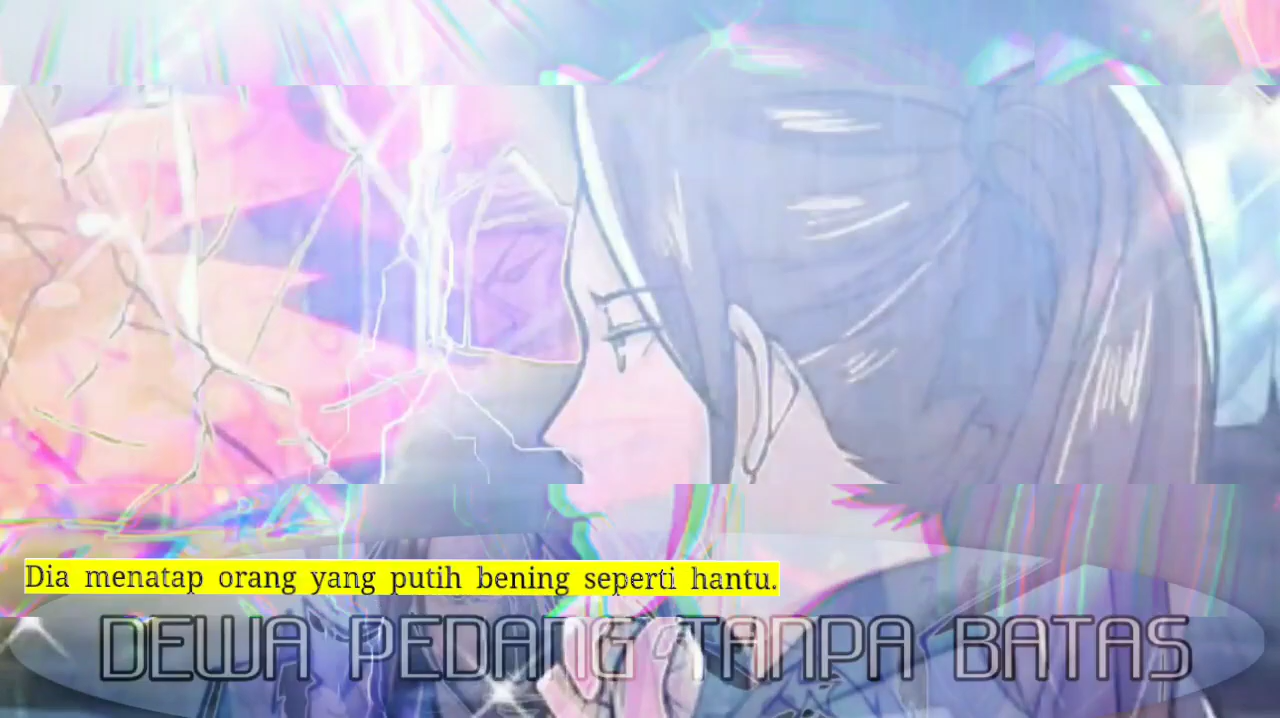 Dia menatap orang yang putih bening seperti hantu.
DEWA PEDANG TANPA BATAS